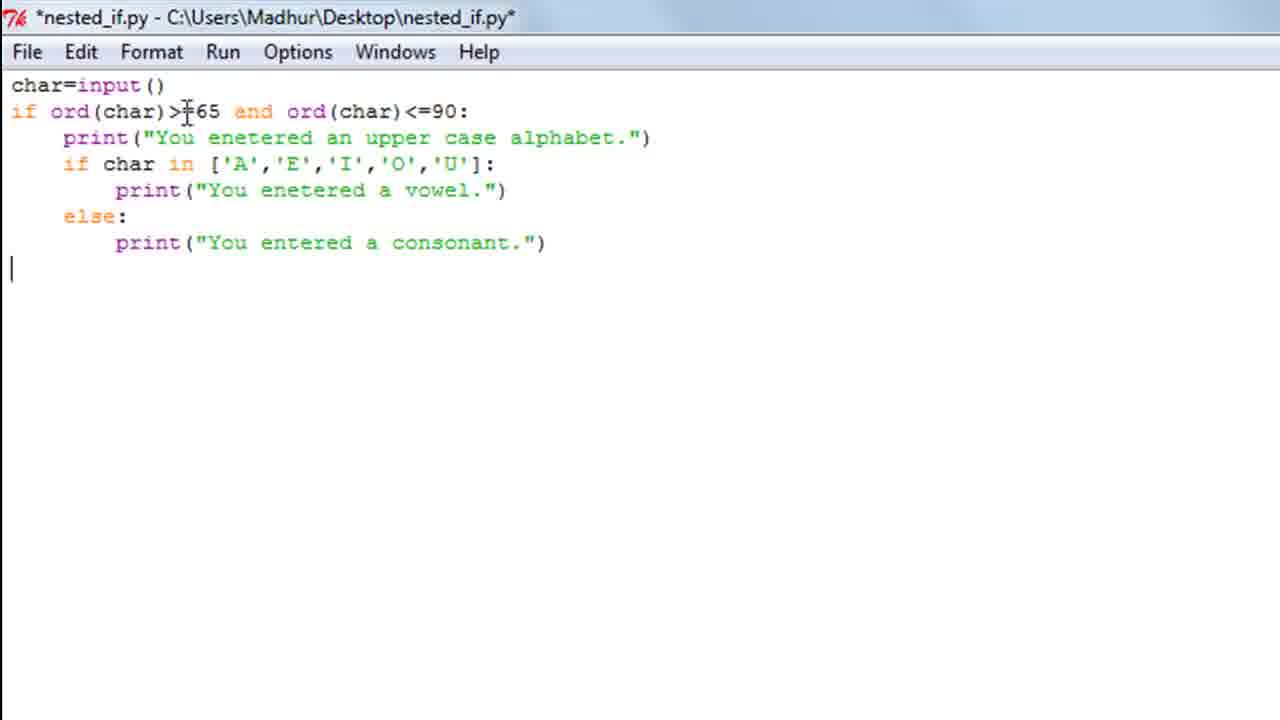 *nested_if.py - C:\Users\Madhur\Desktop\nested_if.py*
File Edit Format Run Options Windows Help
char=input()
if ord(char)>=65 and ord(char)<=90:
    print("You enetered an upper case alphabet.")
    if char in ['A','E','I','O','U']:
        print("You enetered a vowel.")
    else:
        print("You entered a consonant.")